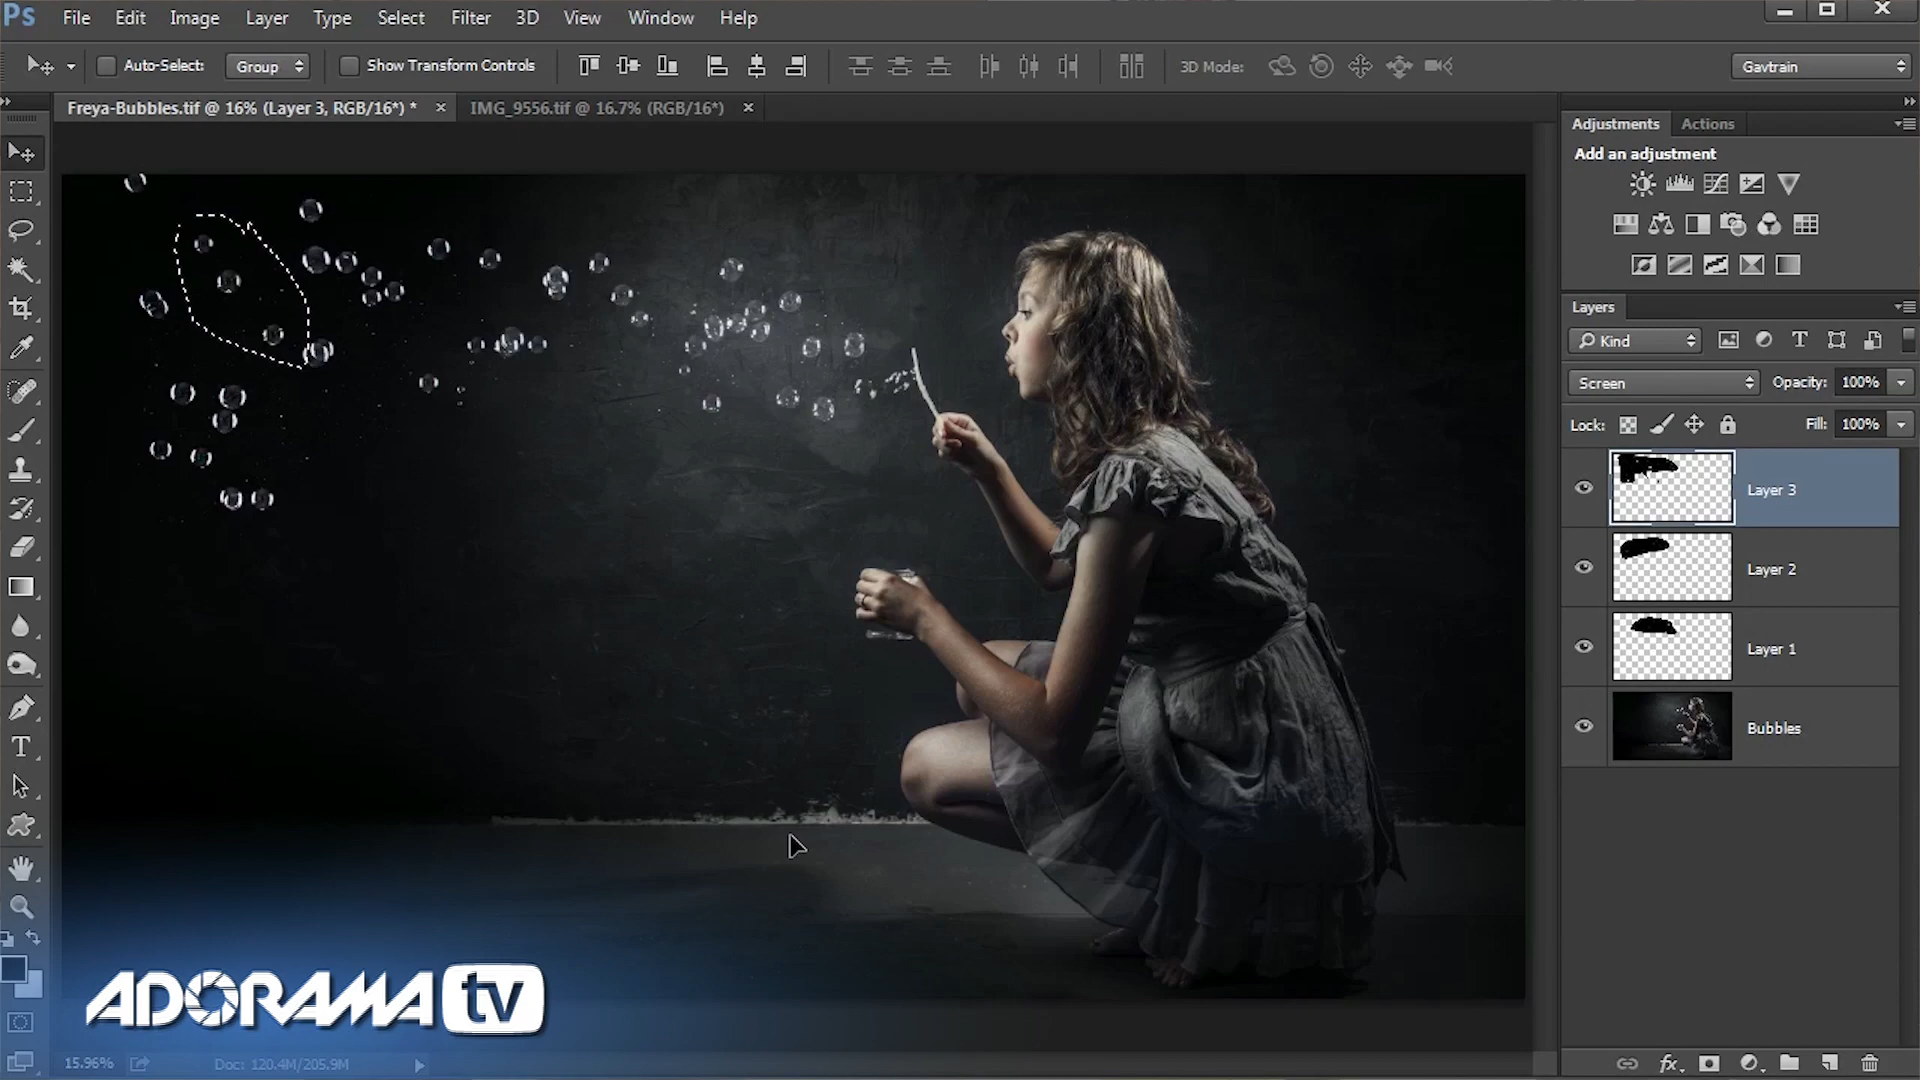 Ps File Edit Image Layer Type Select Filter 3D View Window Help
Auto-Select: Group Show Transform Controls 3D Mode: Gavtrain
Freya-Bubbles.tif @ 16% (Layer 3, RGB/16*) * × IMG_9556.tif @ 16.7% (RGB/16*) ×
Adjustments Actions
Add an adjustment
Layers
Kind
Screen Opacity: 100%
Lock: Fill: 100%
Layer 3
Layer 2
Layer 1
Bubbles
ADORAMA tv
15.96% Doc: 120.4M/205.9M
fx